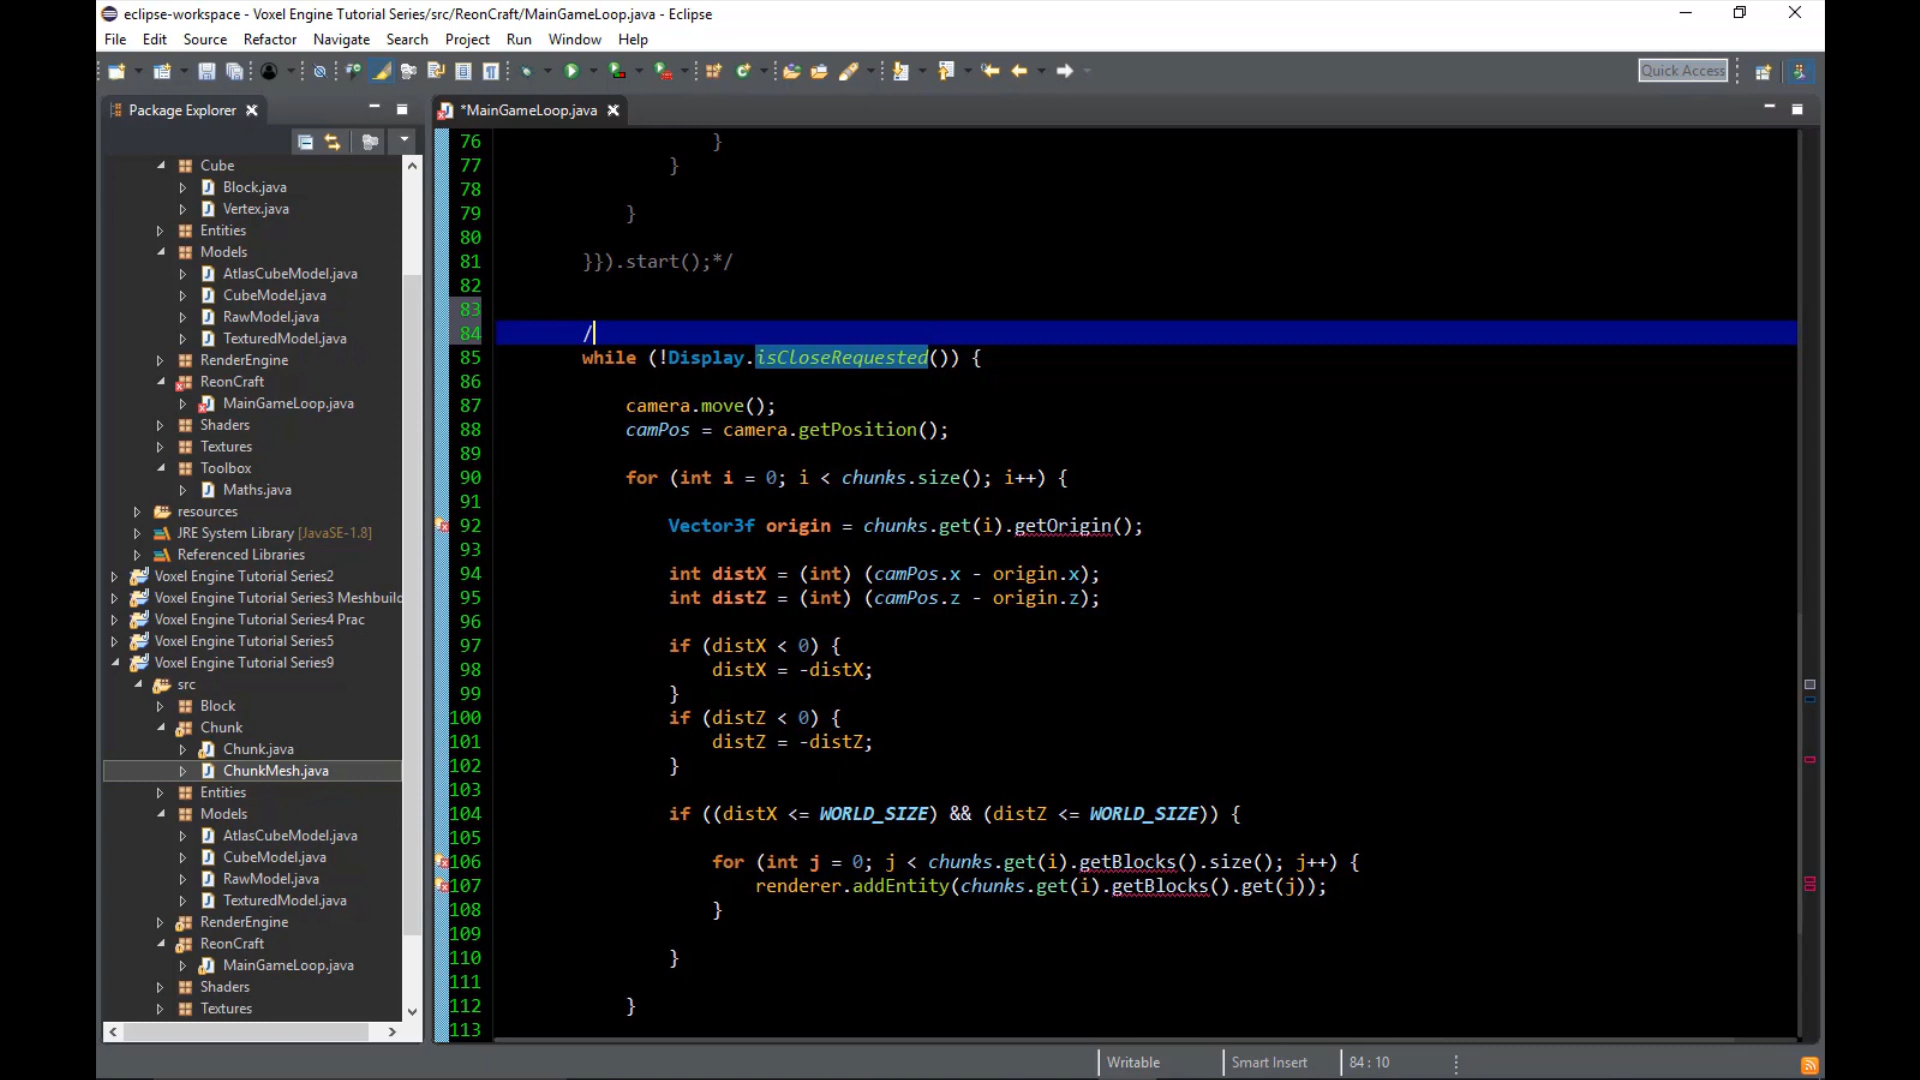 eclipse-workspace - Voxel Engine Tutorial Series/src/ReonCraft/MainGameLoop.java - Eclipse
File Edit Source Refactor Navigate Search Project Run Window Help
Quick Access
Package Explorer
Cube
Block.java
Vertex.java
Entities
Models
AtlasCubeModel.java
CubeModel.java
RawModel.java
TexturedModel.java
RenderEngine
ReonCraft
MainGameLoop.java
Shaders
Textures
Toolbox
Maths.java
resources
JRE System Library [JavaSE-1.8]
Referenced Libraries
Voxel Engine Tutorial Series2
Voxel Engine Tutorial Series3 Meshbuild
Voxel Engine Tutorial Series4 Prac
Voxel Engine Tutorial Series5
Voxel Engine Tutorial Series9
src
Block
Chunk
Chunk.java
ChunkMesh.java
Entities
Models
AtlasCubeModel.java
CubeModel.java
RawModel.java
TexturedModel.java
RenderEngine
ReonCraft
MainGameLoop.java
Shaders
Textures
*MainGameLoop.java
76 }
77 }
78
79 }
80
81 }}).start();*/
82
83
84 /
85 while (!Display.isCloseRequested()) {
86
87 camera.move();
88 camPos = camera.getPosition();
89
90 for (int i = 0; i < chunks.size(); i++) {
91
92 Vector3f origin = chunks.get(i).getOrigin();
93
94 int distX = (int) (camPos.x - origin.x);
95 int distZ = (int) (camPos.z - origin.z);
96
97 if (distX < 0) {
98 distX = -distX;
99 }
100 if (distZ < 0) {
101 distZ = -distZ;
102 }
103
104 if ((distX <= WORLD_SIZE) && (distZ <= WORLD_SIZE)) {
105
106 for (int j = 0; j < chunks.get(i).getBlocks().size(); j++) {
107 renderer.addEntity(chunks.get(i).getBlocks().get(j));
108 }
109
110 }
111
112 }
113
Writable Smart Insert 84 : 10